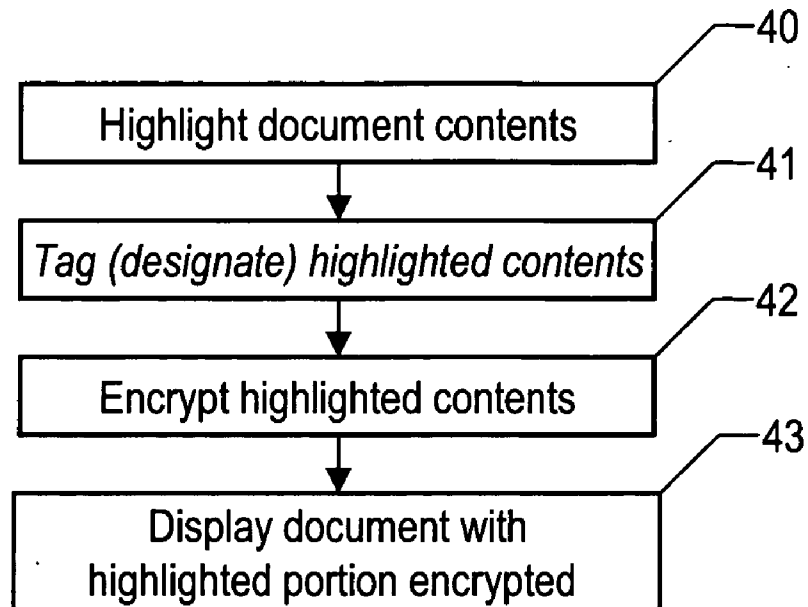 40
Highlight document contents
41
Tag (designate) highlighted contents
42
Encrypt highlighted contents
43
Display document with
highlighted portion encrypted